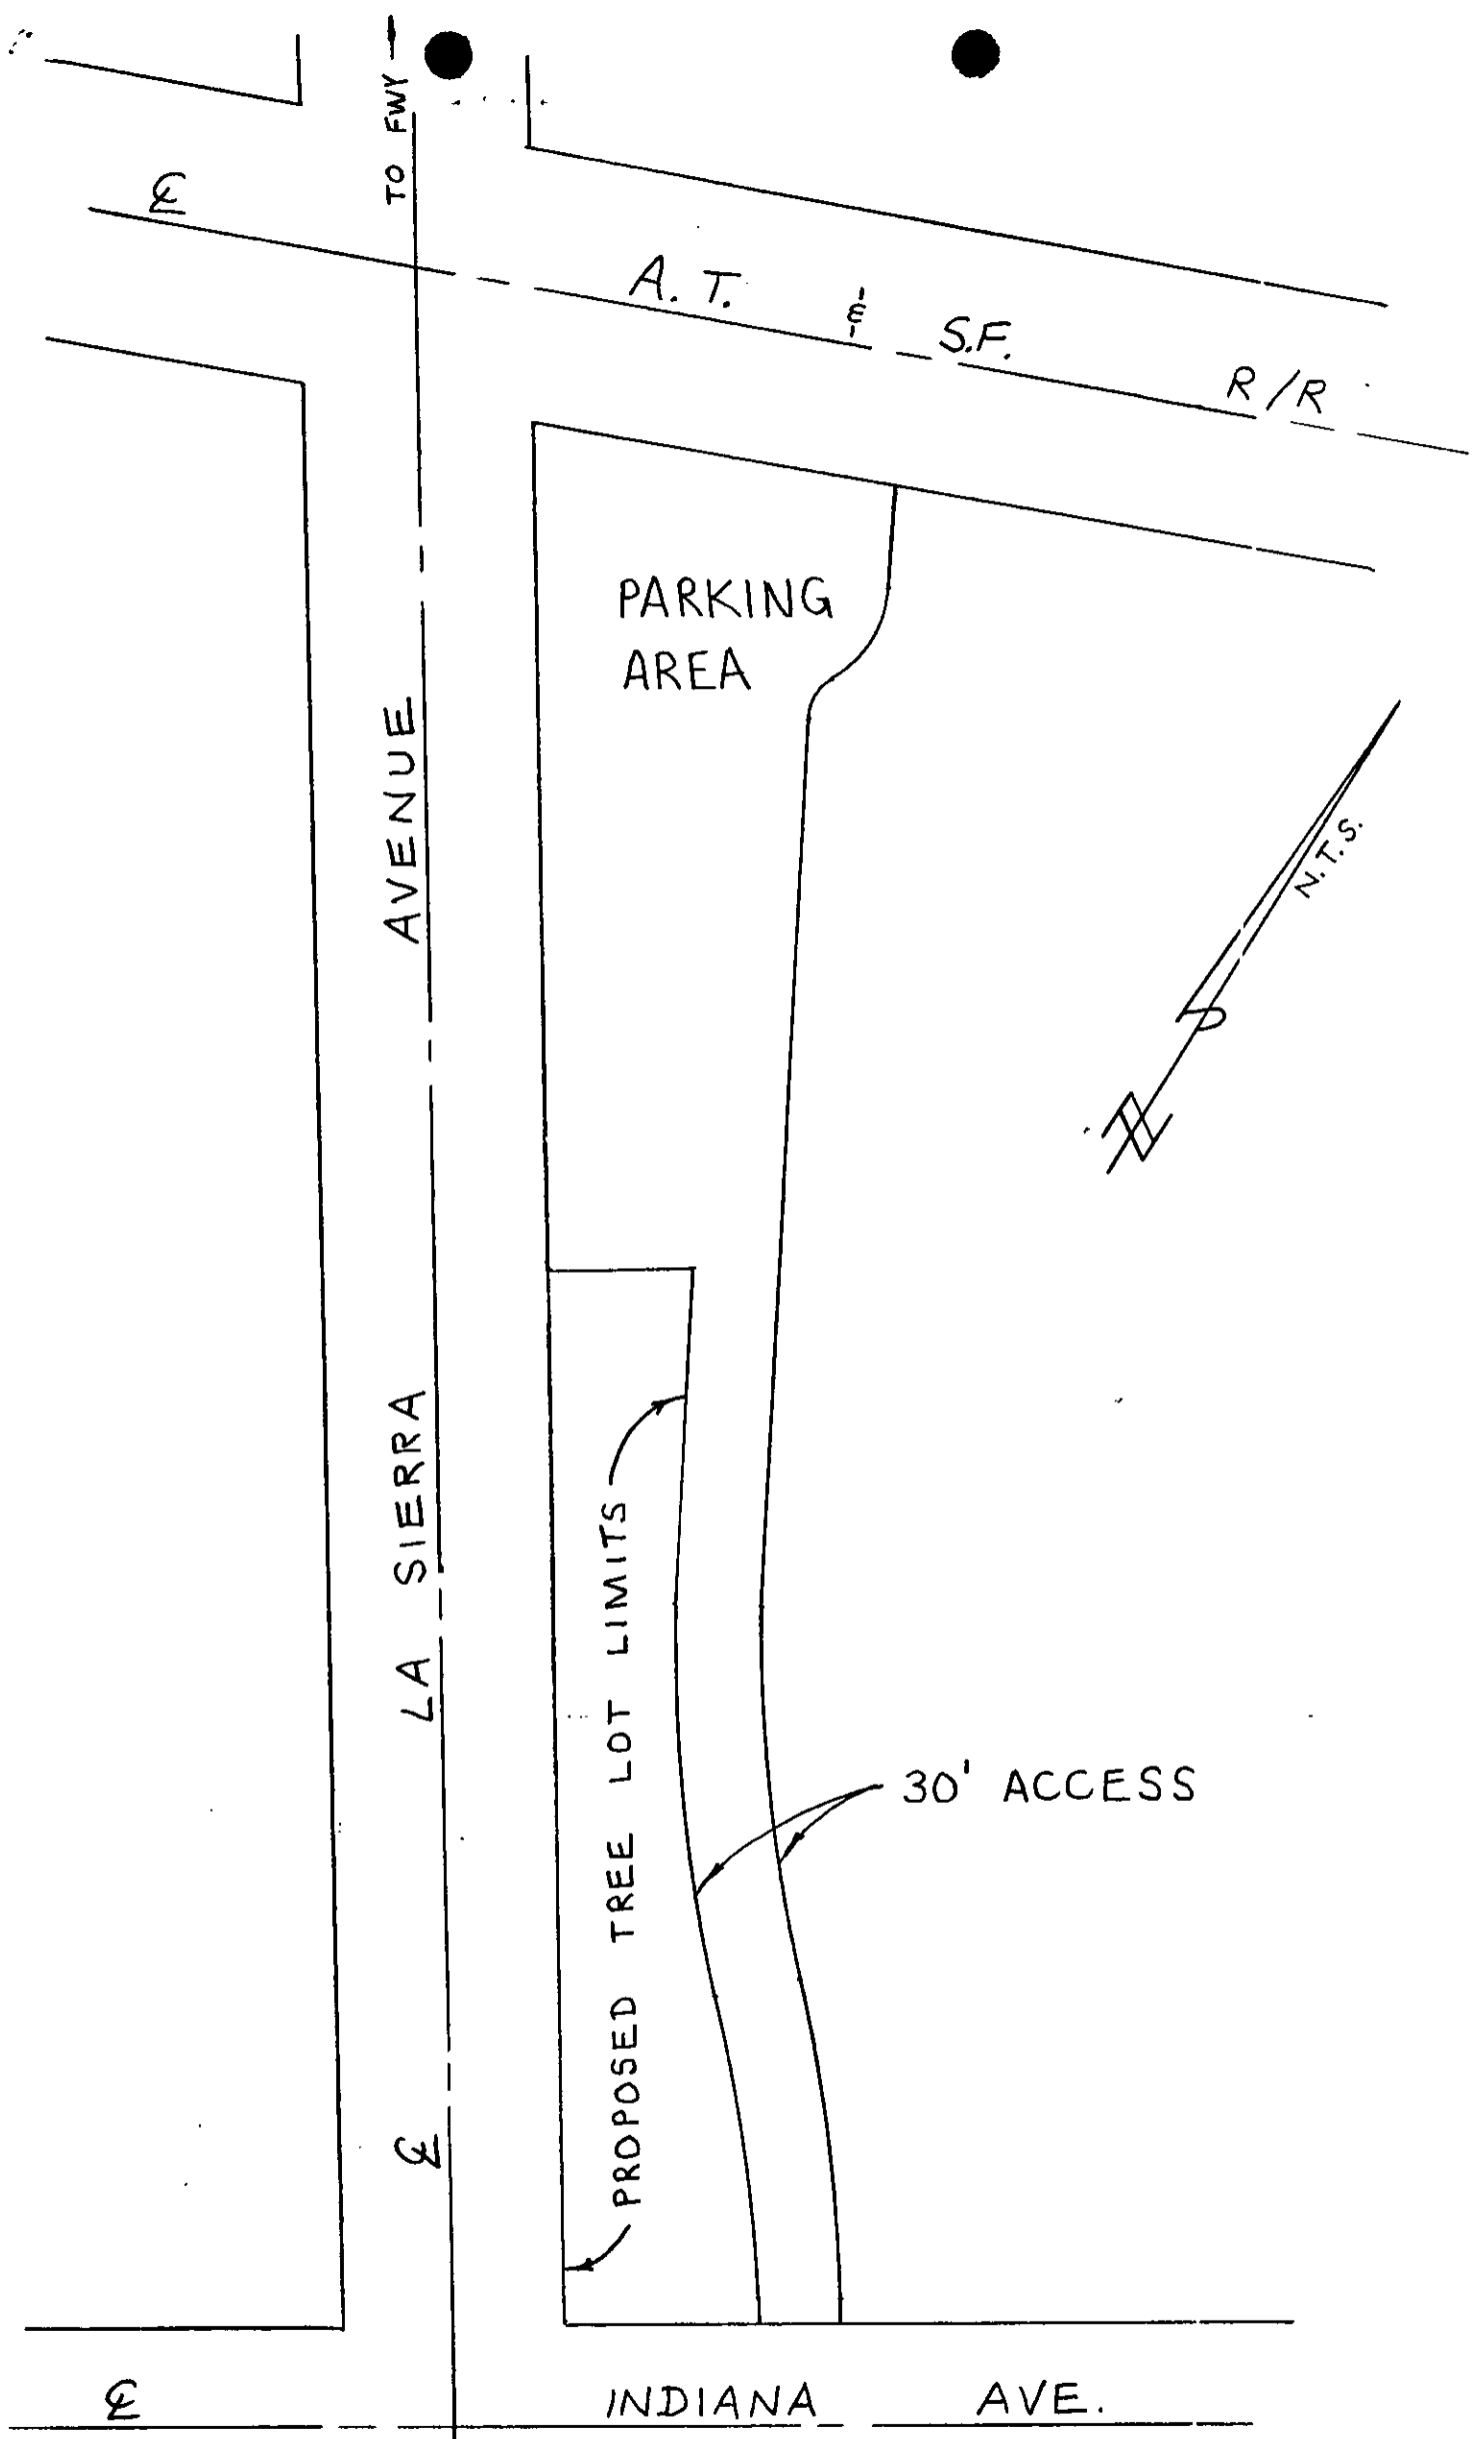 TO FWY
℄
A. T. & S.F. R/R
PARKING
AREA
N.T.S.
N
LA SIERRA AVENUE
PROPOSED TREE LOT LIMITS
30' ACCESS
℄
℄
INDIANA AVE.